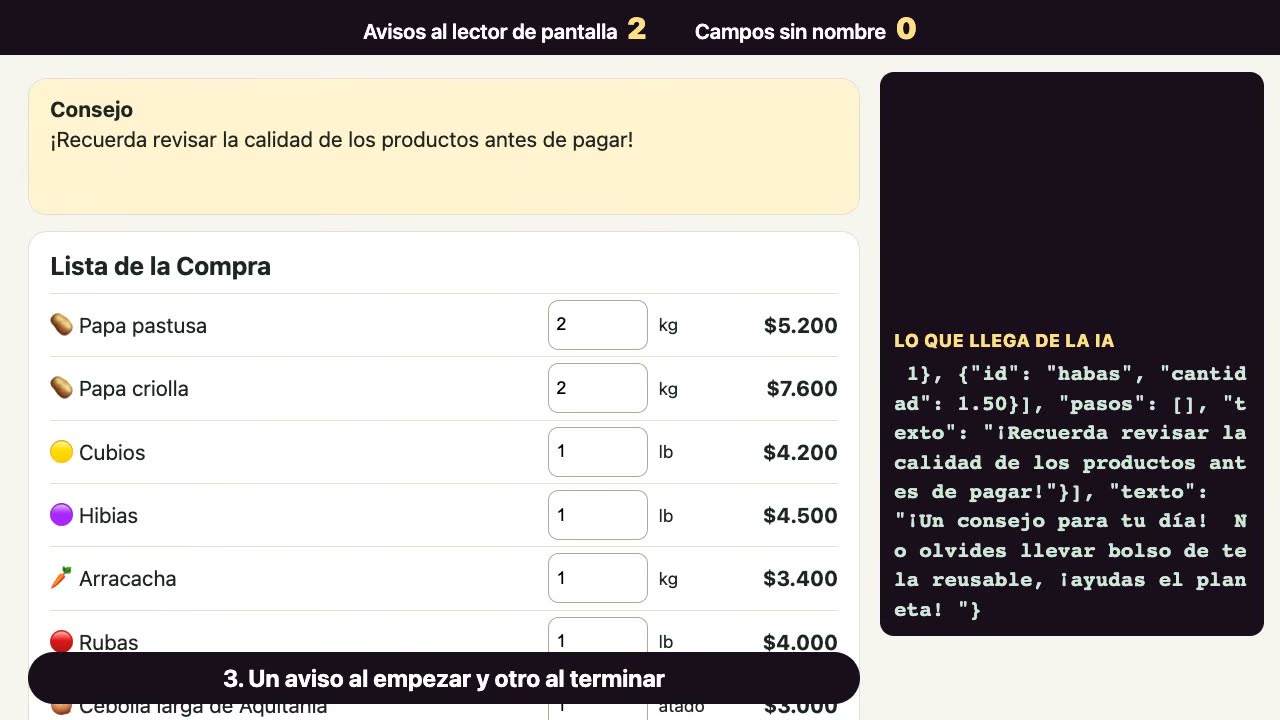 Avisos al lector de pantalla 2 Campos sin nombre 0
Consejo
¡Recuerda revisar la calidad de los productos antes de pagar!
Lista de la Compra
Papa pastusa 2 kg $5.200
Papa criolla 2 kg $7.600
Cubios 1 lb $4.200
Hibias 1 lb $4.500
Arracacha 1 kg $3.400
Rubas 1 lb $4.000
3. Un aviso al empezar y otro al terminar
Cebolla larga de Aquitania 1 atado $3.000
LO QUE LLEGA DE LA IA
1}, {"id": "habas", "cantid
ad": 1.50}], "pasos": [], "t
exto": "¡Recuerda revisar la
calidad de los productos ant
es de pagar!"}], "texto":
"¡Un consejo para tu día!  N
o olvides llevar bolso de te
la reusable, ¡ayudas el plan
eta! "}